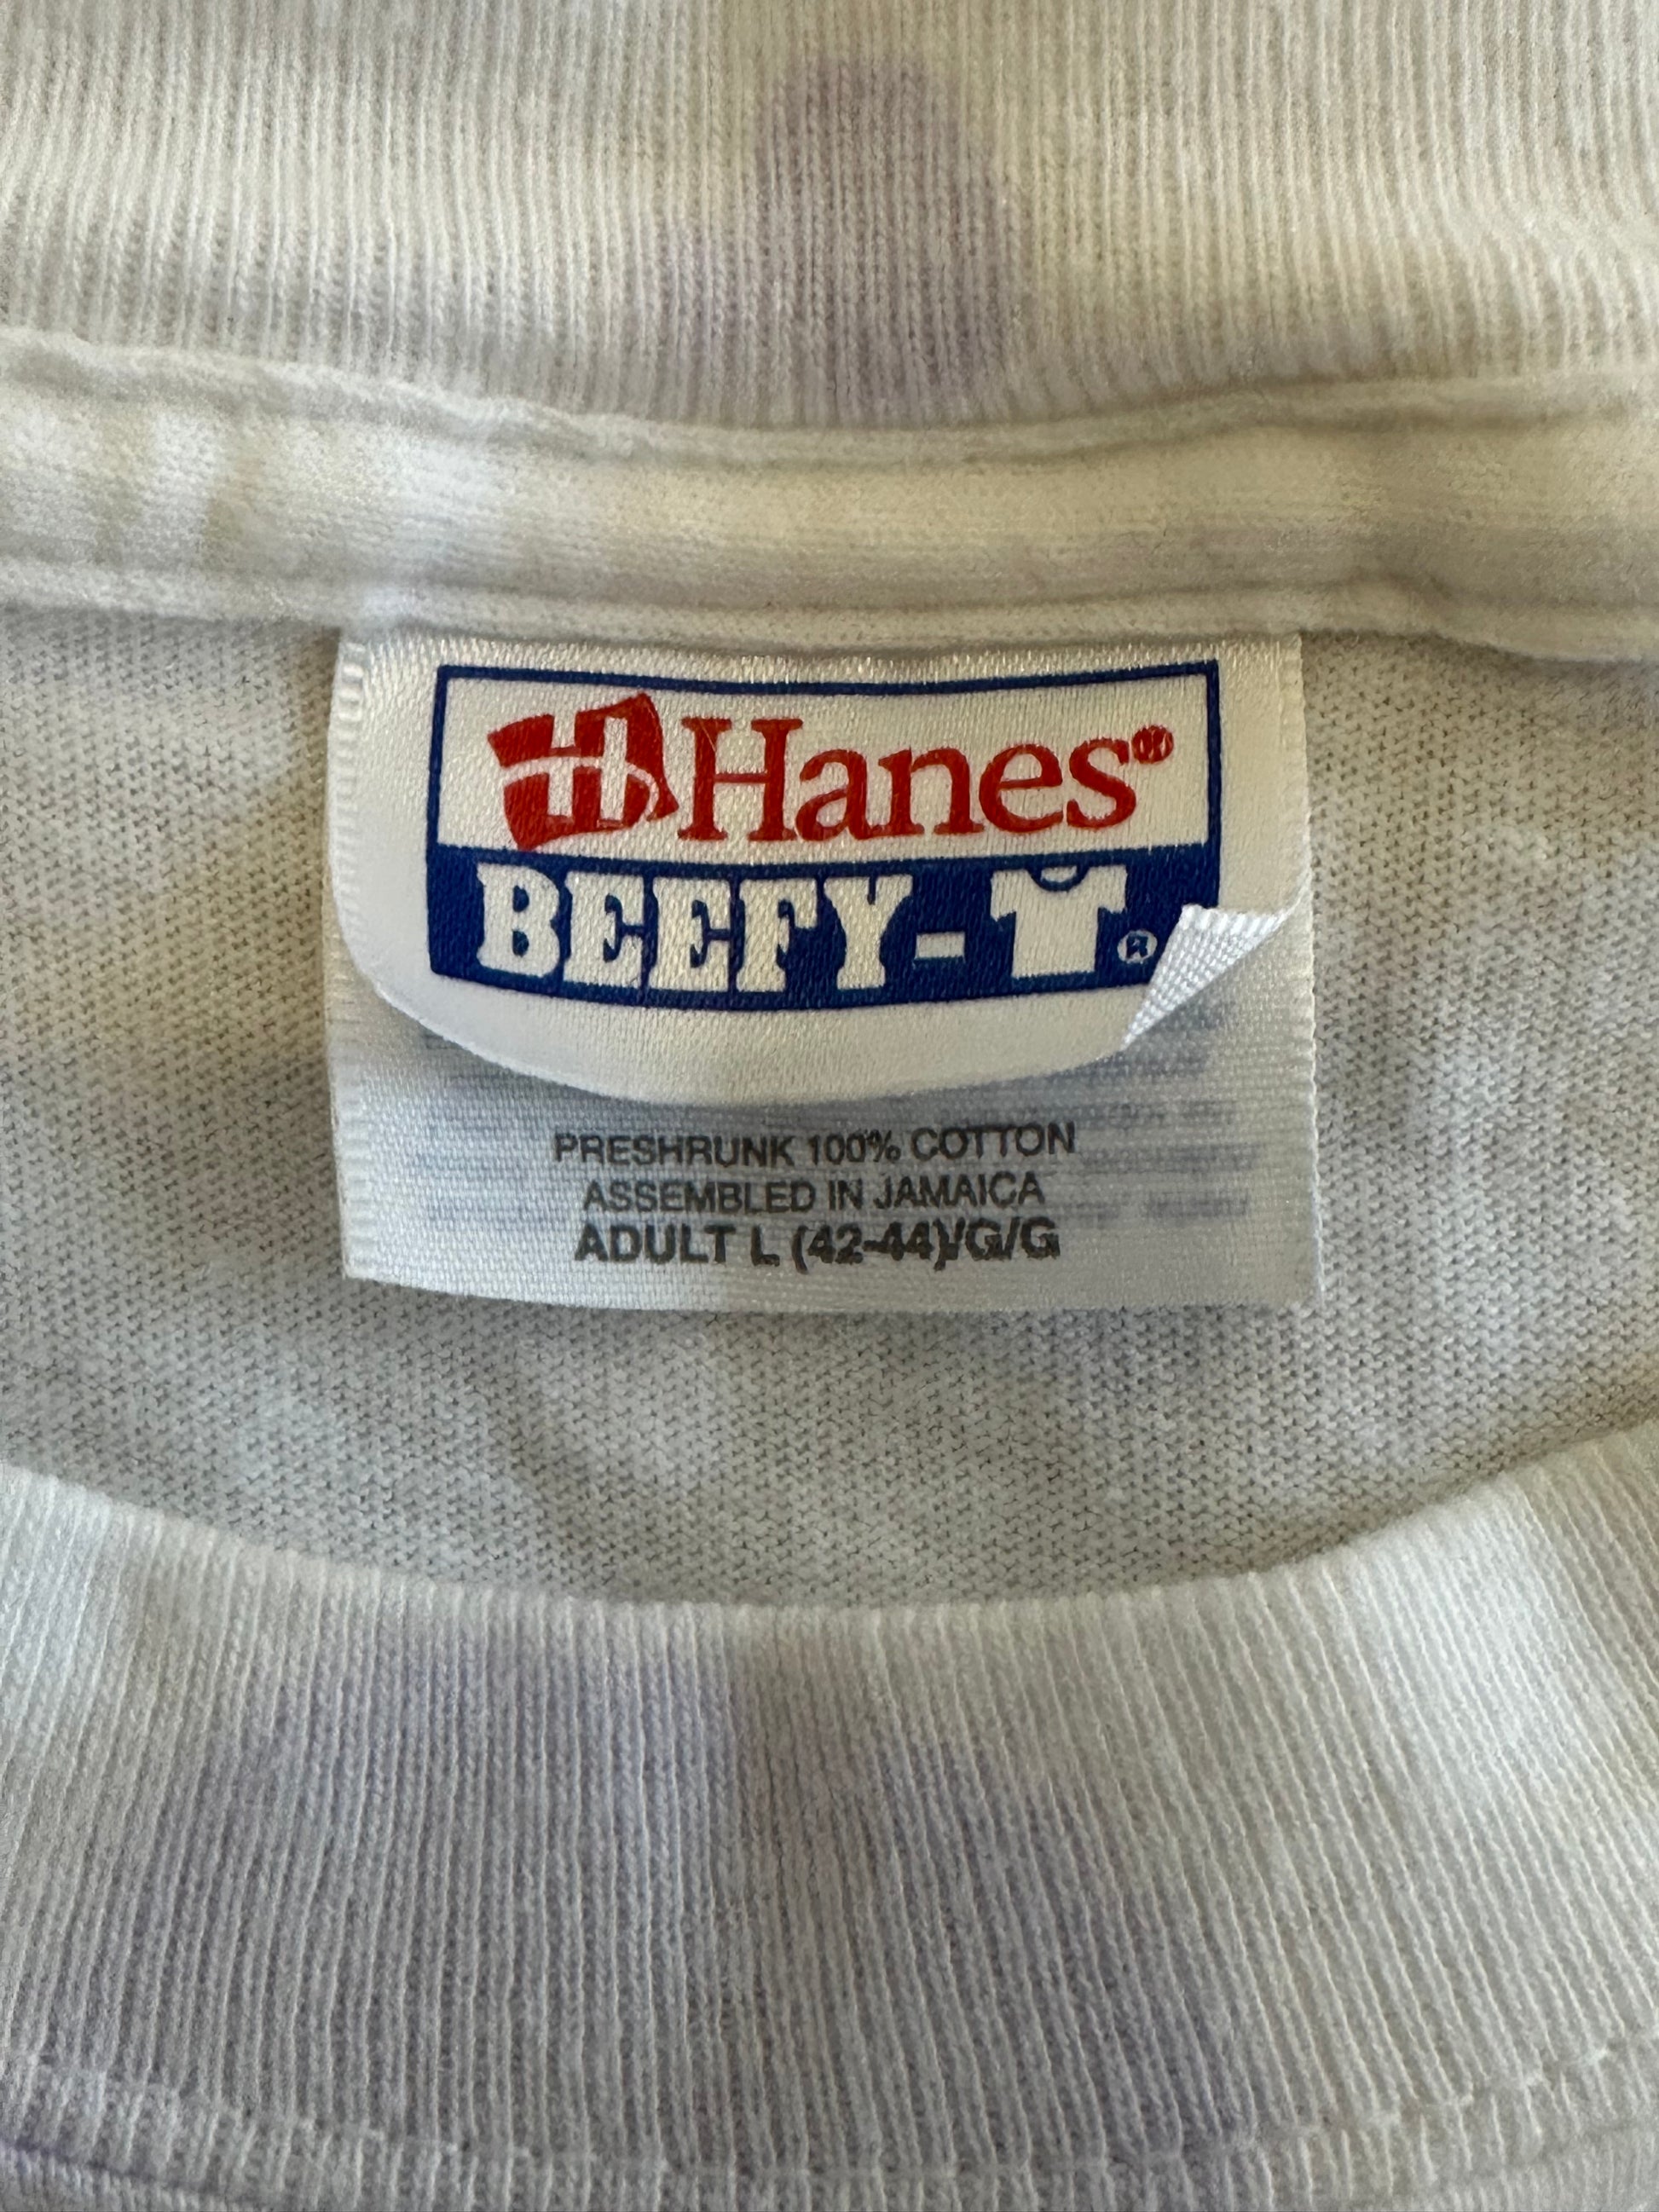 Hanes®
BEEFY-T®
PRESHRUNK 100% COTTON
ASSEMBLED IN JAMAICA
ADULT L (42-44)/G/G